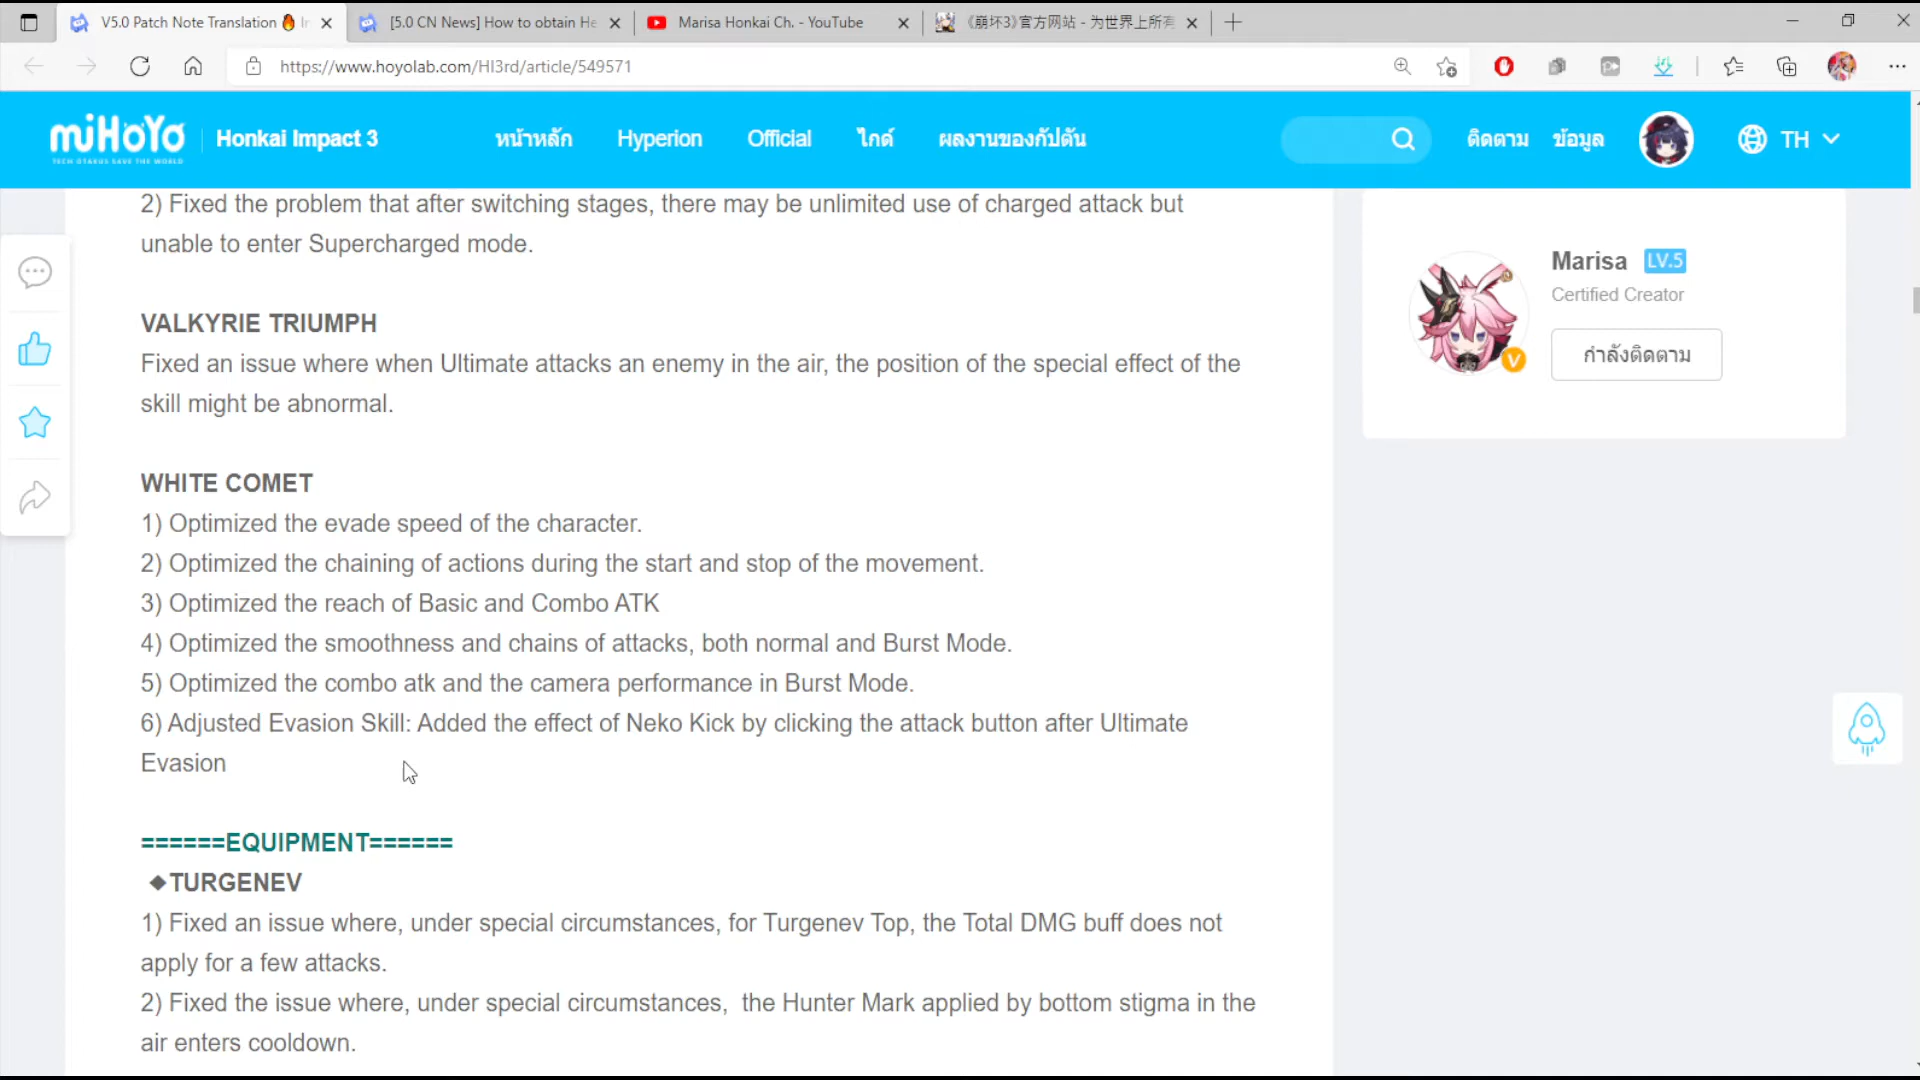 V5.0 Patch Note Translation 🔥 In
[5.0 CN News] How to obtain He
Marisa Honkai Ch. - YouTube
《崩坏3》官方网站 - 为世界上所有
https://www.hoyolab.com/HI3rd/article/549571
miHoYo
TECH OTAKUS SAVE THE WORLD
Honkai Impact 3
หน้าหลัก
Hyperion
Official
ไกด์
ผลงานของกัปตัน
ติดตาม
ข้อมูล
TH
2) Fixed the problem that after switching stages, there may be unlimited use of charged attack but
unable to enter Supercharged mode.
VALKYRIE TRIUMPH
Fixed an issue where when Ultimate attacks an enemy in the air, the position of the special effect of the
skill might be abnormal.
WHITE COMET
1) Optimized the evade speed of the character.
2) Optimized the chaining of actions during the start and stop of the movement.
3) Optimized the reach of Basic and Combo ATK
4) Optimized the smoothness and chains of attacks, both normal and Burst Mode.
5) Optimized the combo atk and the camera performance in Burst Mode.
6) Adjusted Evasion Skill: Added the effect of Neko Kick by clicking the attack button after Ultimate
Evasion
======EQUIPMENT======
◆TURGENEV
1) Fixed an issue where, under special circumstances, for Turgenev Top, the Total DMG buff does not
apply for a few attacks.
2) Fixed the issue where, under special circumstances,  the Hunter Mark applied by bottom stigma in the
air enters cooldown.
Marisa LV.5
Certified Creator
V
กำลังติดตาม